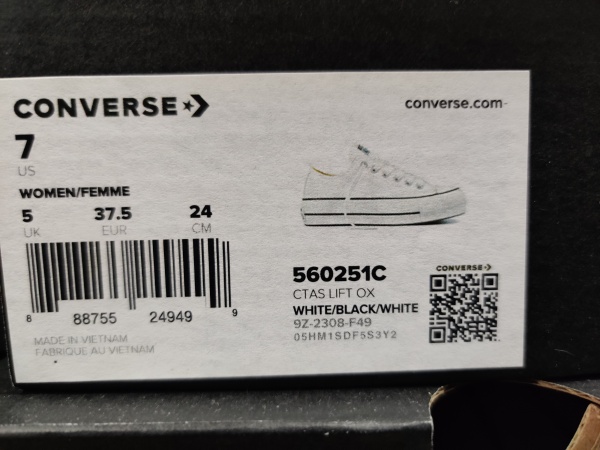 CONVERSE
converse.com
7
US
WOMEN/FEMME
5 37.5 24
UK EUR CM
8 88755 24949 9
MADE IN VIETNAM
FABRIQUE AU VIETNAM
560251C
CTAS LIFT OX
WHITE/BLACK/WHITE
9Z-2308-F49
05HM1SDF5S3Y2
CONVERSE